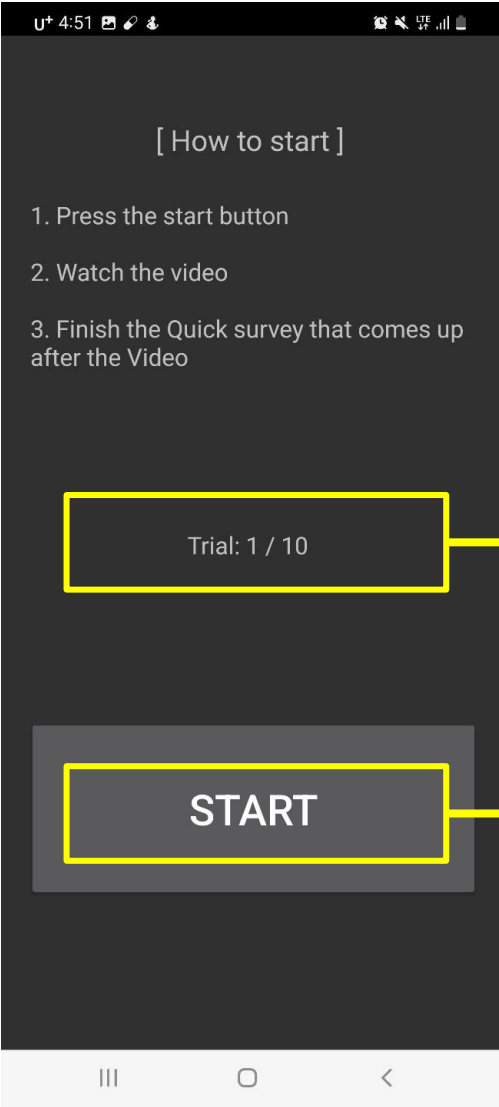 U+ 4:51 LTE
[ How to start ]
1. Press the start button
2. Watch the video
3. Finish the Quick survey that comes up
after the Video
Trial: 1 / 10
START